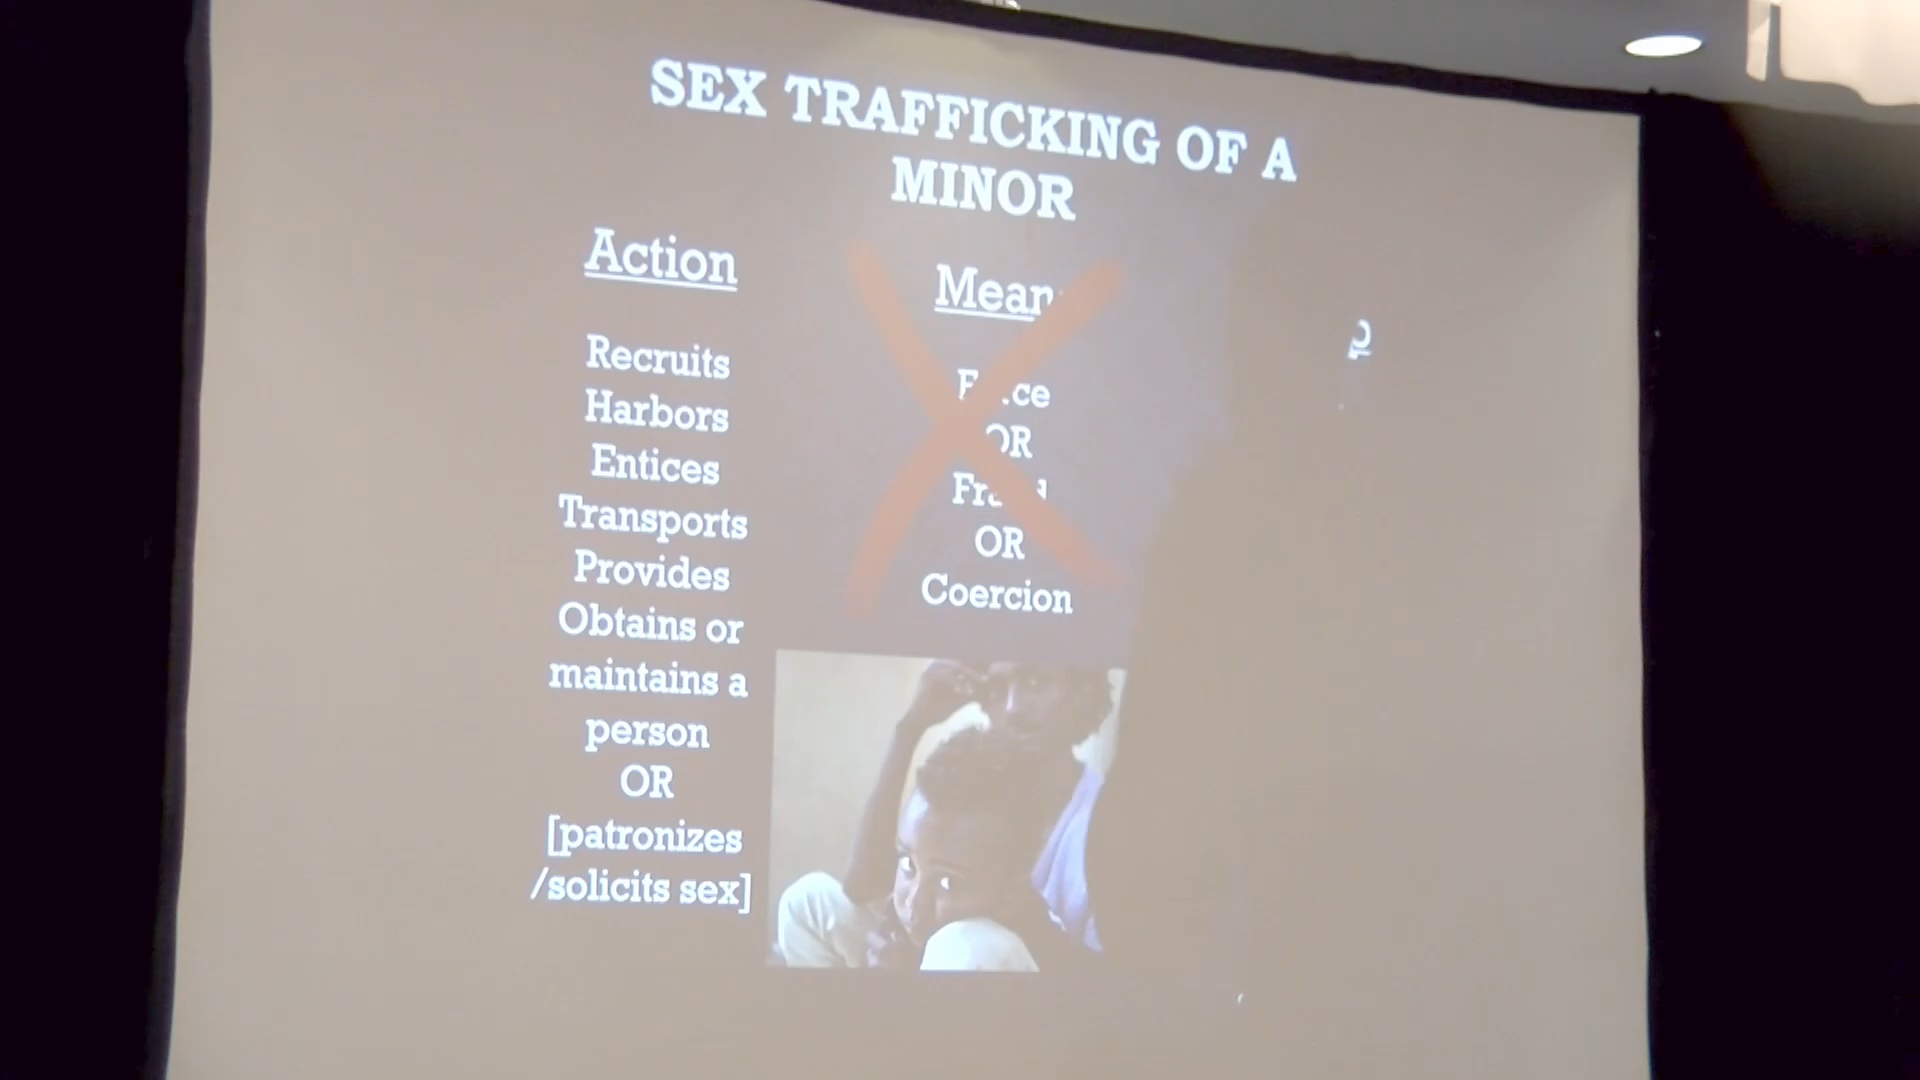 SEX TRAFFICKING OF A
MINOR
Action
Recruits
Harbors
Entices
Transports
Provides
Obtains or
maintains a
person
OR
[patronizes
/solicits sex]
OR
OR
Coercion